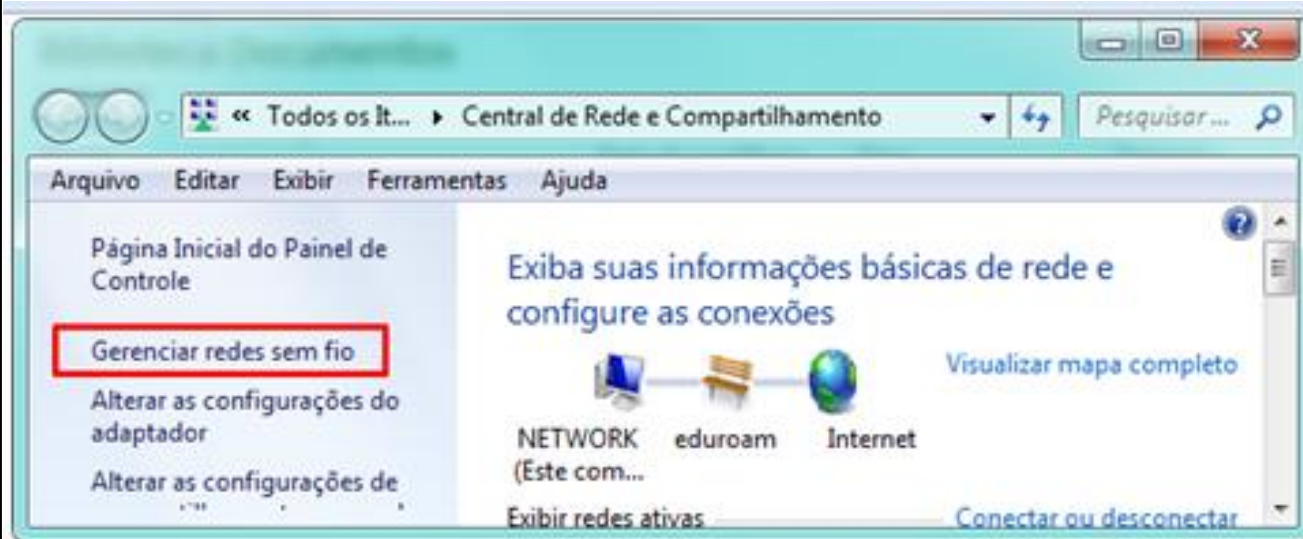 « Todos os It... Central de Rede e Compartilhamento Pesquisar ...
Arquivo Editar Exibir Ferramentas Ajuda
Página Inicial do Painel de
Controle
Gerenciar redes sem fio
Alterar as configurações do
adaptador
Alterar as configurações de
Exiba suas informações básicas de rede e
configure as conexões
Visualizar mapa completo
NETWORK eduroam Internet
(Este com...
Exibir redes ativas Conectar ou desconectar